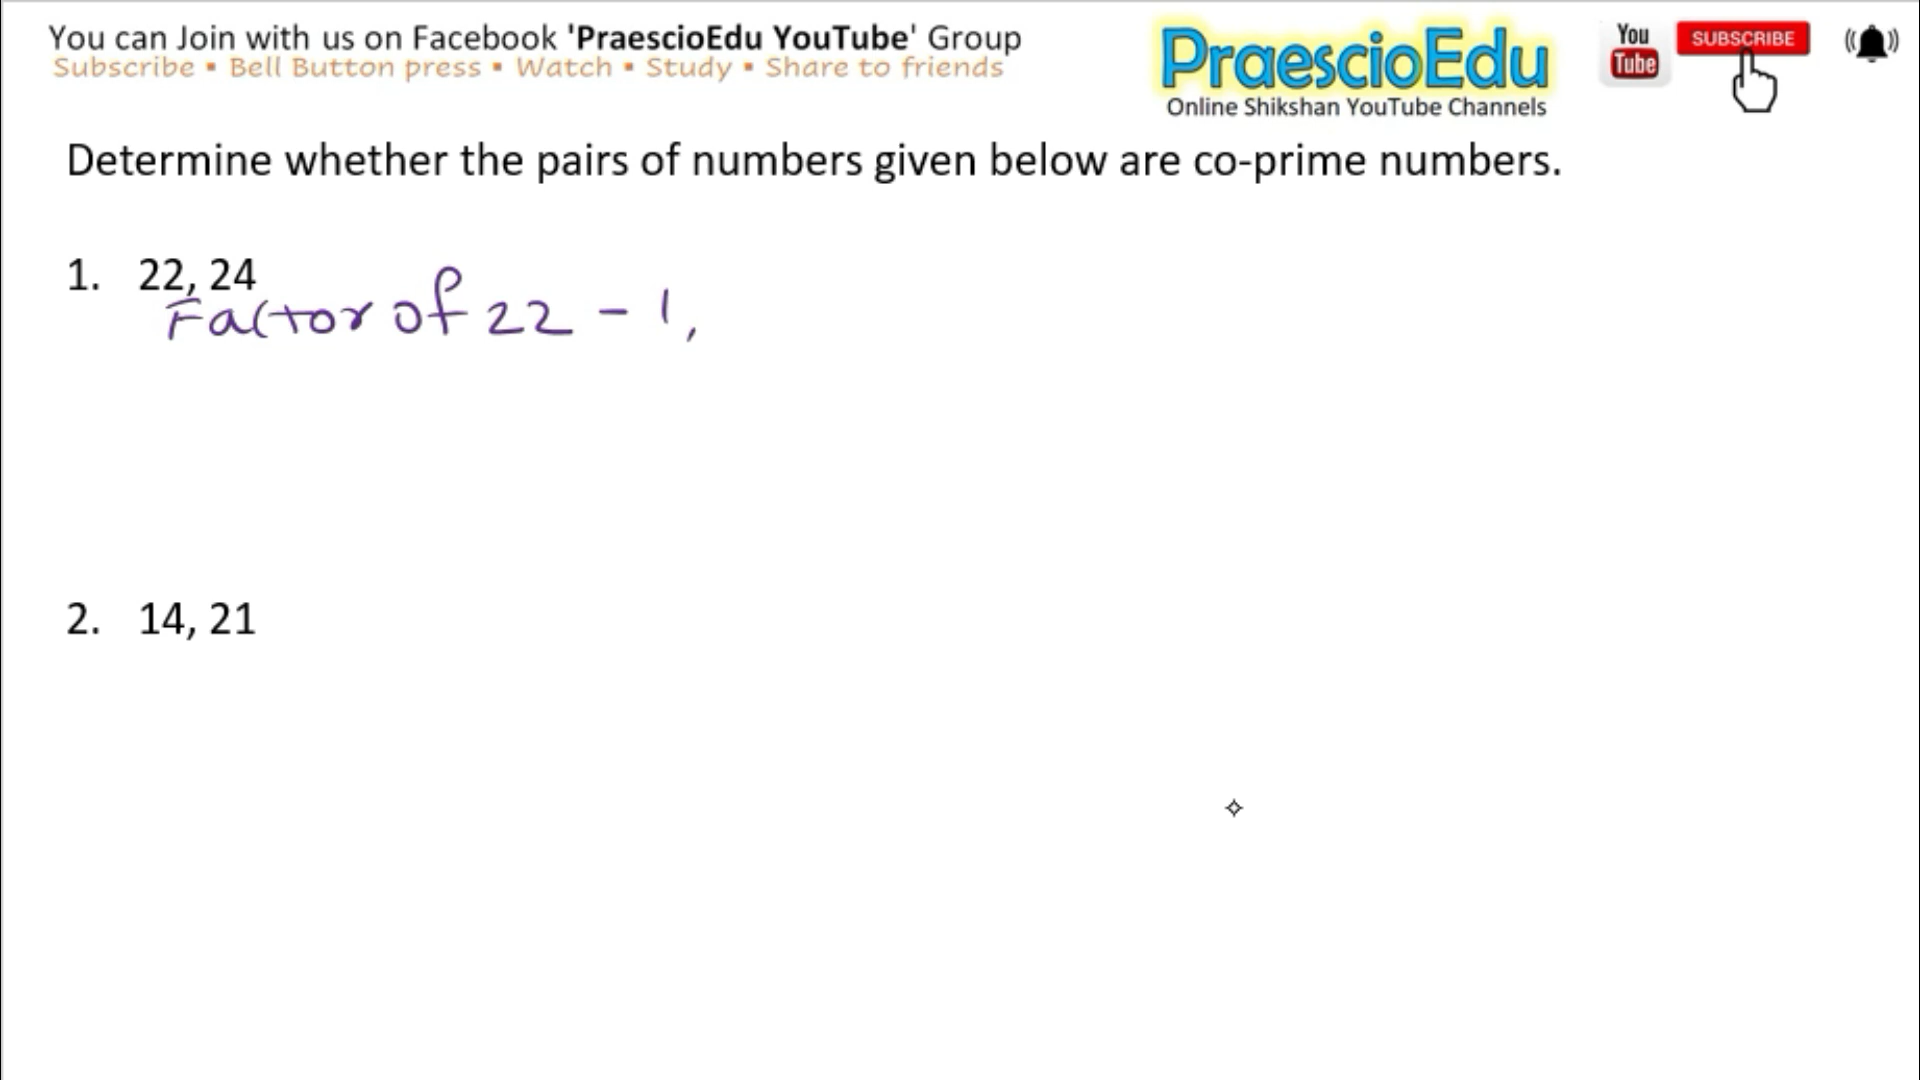 You can Join with us on Facebook 'PraescioEdu YouTube' Group
Subscribe ▪ Bell Button press ▪ Watch ▪ Study ▪ Share to friends
PraescioEdu
Online Shikshan YouTube Channels
You
Tube
SUBSCRIBE
Determine whether the pairs of numbers given below are co-prime numbers.
1. 22, 24
Factor of 22 - 1,
2. 14, 21